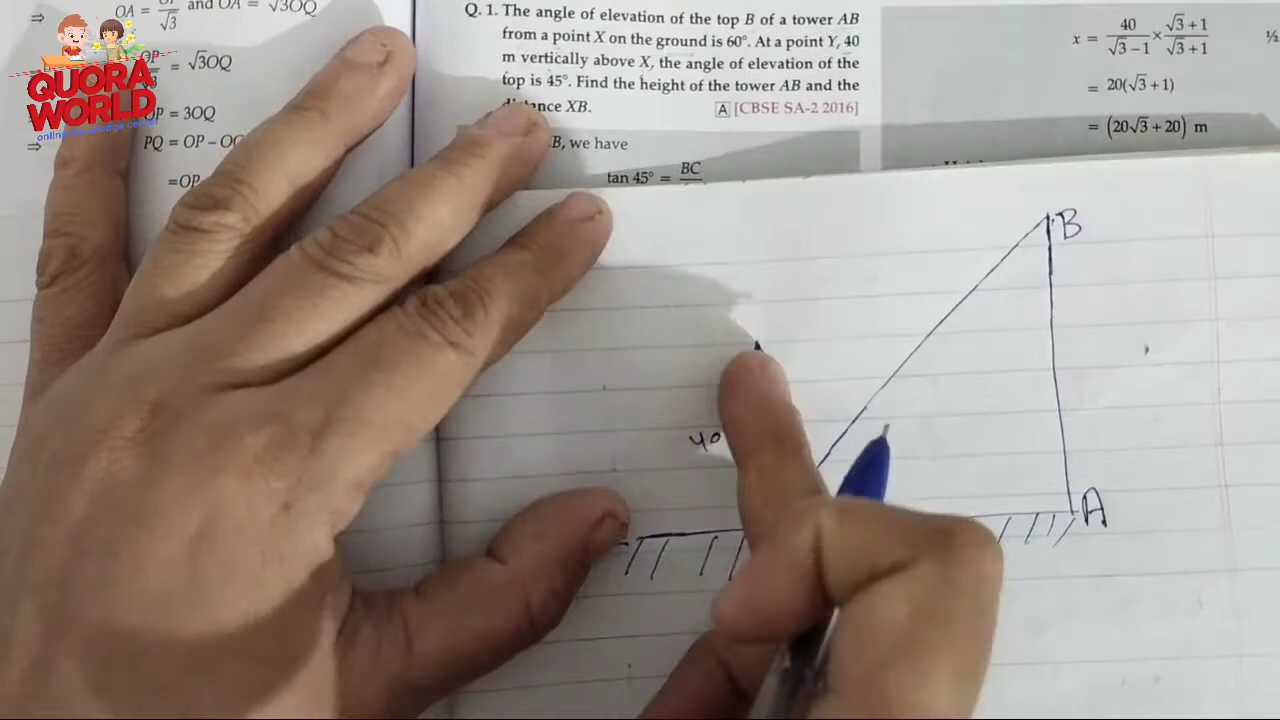 ⇒ OA = OP/√3 and OA = √3OQ
OP/√3 = √3OQ
OP = 3OQ
⇒ PQ = OP – OQ
=OP
QUORA
WORLD
online knowledge center
Q. 1. The angle of elevation of the top B of a tower AB
from a point X on the ground is 60°. At a point Y, 40
m vertically above X, the angle of elevation of the
top is 45°. Find the height of the tower AB and the
distance XB.
A [CBSE SA-2 2016]
B, we have
tan 45° = BC
x = 40/(√3 – 1) × (√3 + 1)/(√3 + 1) ½
= 20(√3 + 1)
= (20√3 + 20) m
B
40
A